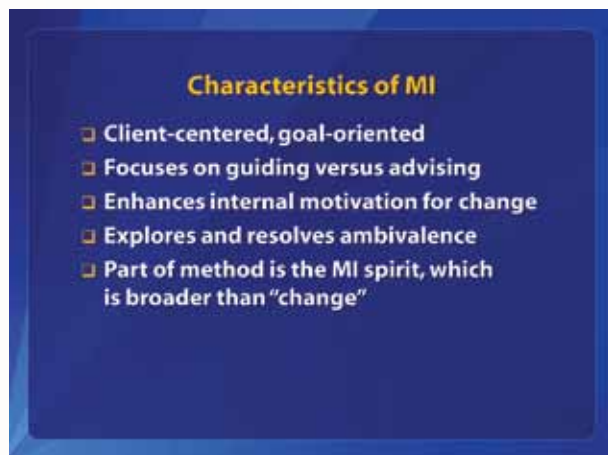 Characteristics of MI
Client-centered, goal-oriented
Focuses on guiding versus advising
Enhances internal motivation for change
Explores and resolves ambivalence
Part of method is the MI spirit, which
is broader than “change”